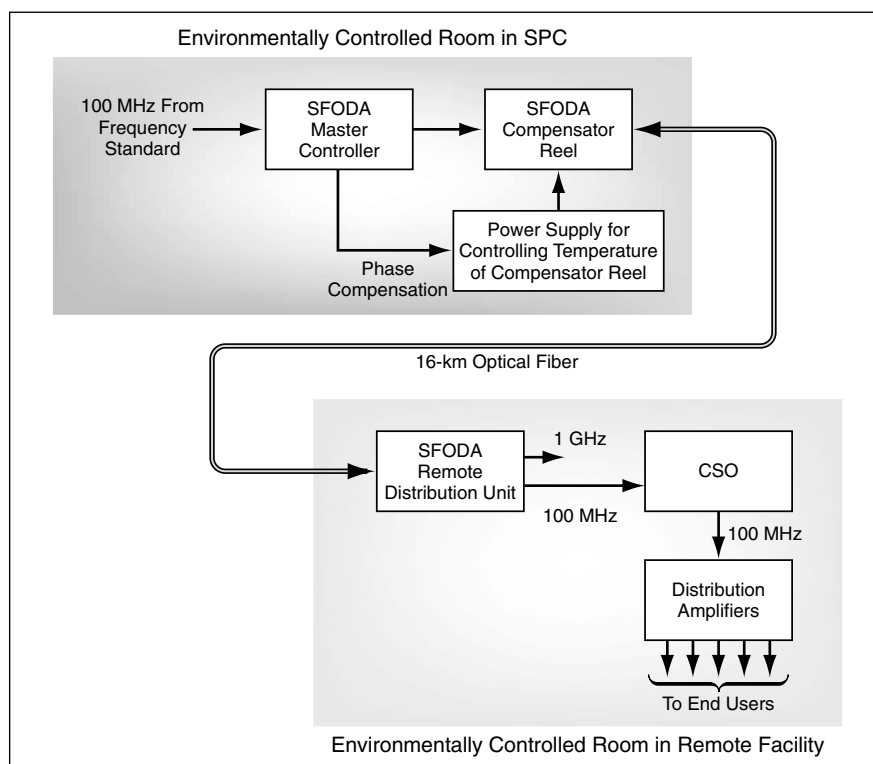 Environmentally Controlled Room in SPC
100 MHz From
Frequency
Standard
SFODA
Master
Controller
SFODA
Compensator
Reel
Power Supply for
Controlling Temperature
of Compensator Reel
Phase
Compensation
16-km Optical Fiber
SFODA
Remote
Distribution Unit
1 GHz
100 MHz
CSO
100 MHz
Distribution
Amplifiers
To End Users
Environmentally Controlled Room in Remote Facility